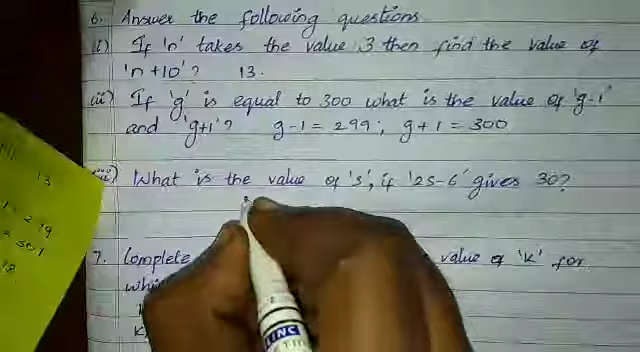 6. Answer the following questions
i) If 'n' takes the value 3 then find the value of
'n+10'? 13.
ii) If 'g' is equal to 300 what is the value of 'g-1'
and 'g+1'? g-1 = 299; g+1 = 300
iii) What is the value of 's', if '2s-6' gives 30?
7. Complete value of 'k' for
13
LINC